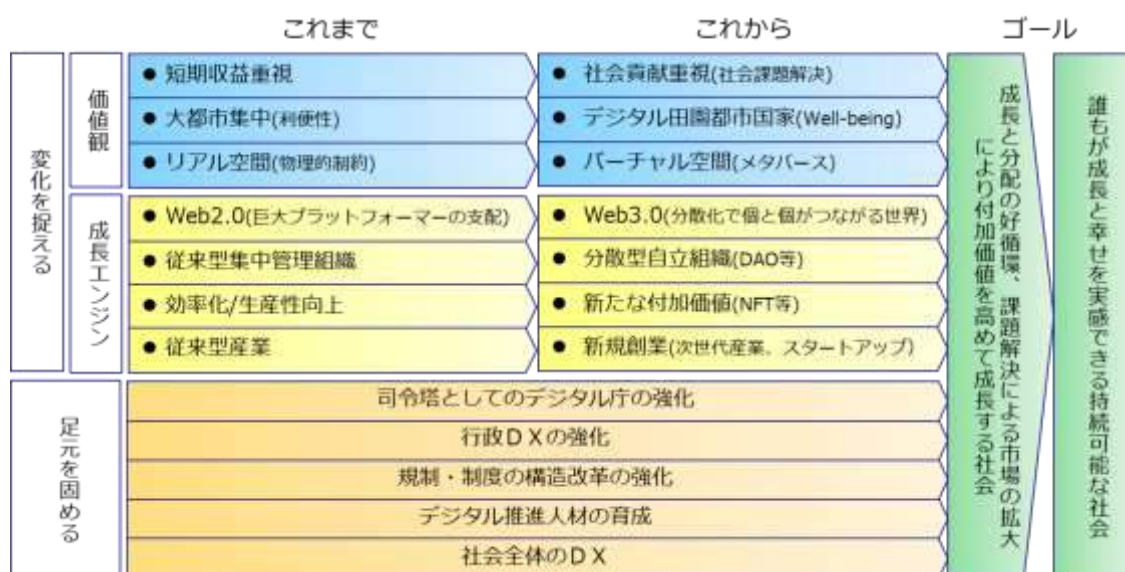 これまで
これから
ゴール
変化を捉える
価値観
● 短期収益重視
● 社会貢献重視(社会課題解決)
● 大都市集中(利便性)
● デジタル田園都市国家(Well-being)
● リアル空間(物理的制約)
● バーチャル空間(メタバース)
成長エンジン
● Web2.0(巨大プラットフォーマーの支配)
● Web3.0(分散化で個と個がつながる世界)
● 従来型集中管理組織
● 分散型自立組織(DAO等)
● 効率化/生産性向上
● 新たな付加価値(NFT等)
● 従来型産業
● 新規創業(次世代産業、スタートアップ)
足元を固める
司令塔としてのデジタル庁の強化
行政DXの強化
規制・制度の構造改革の強化
デジタル推進人材の育成
社会全体のDX
成長と分配の好循環、課題解決による市場の拡大
により付加価値を高めて成長する社会
誰もが成長と幸せを実感できる持続可能な社会